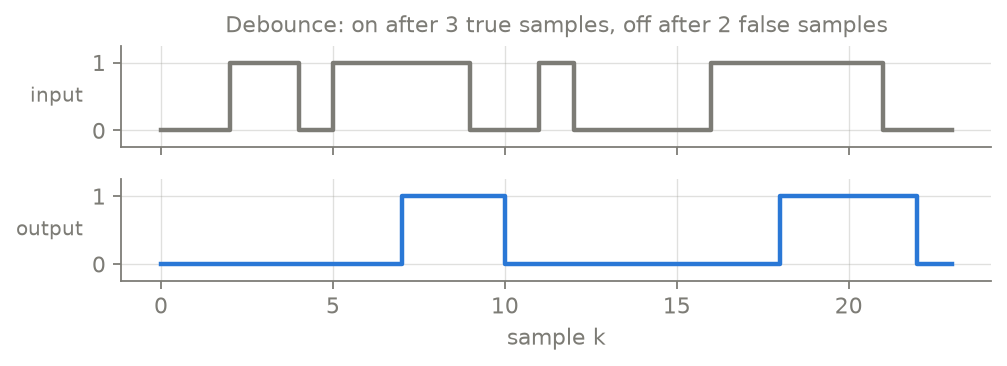 Debounce: on after 3 true samples, off after 2 false samples
1
input
0
1
output
0
0 5 10 15 20
sample k